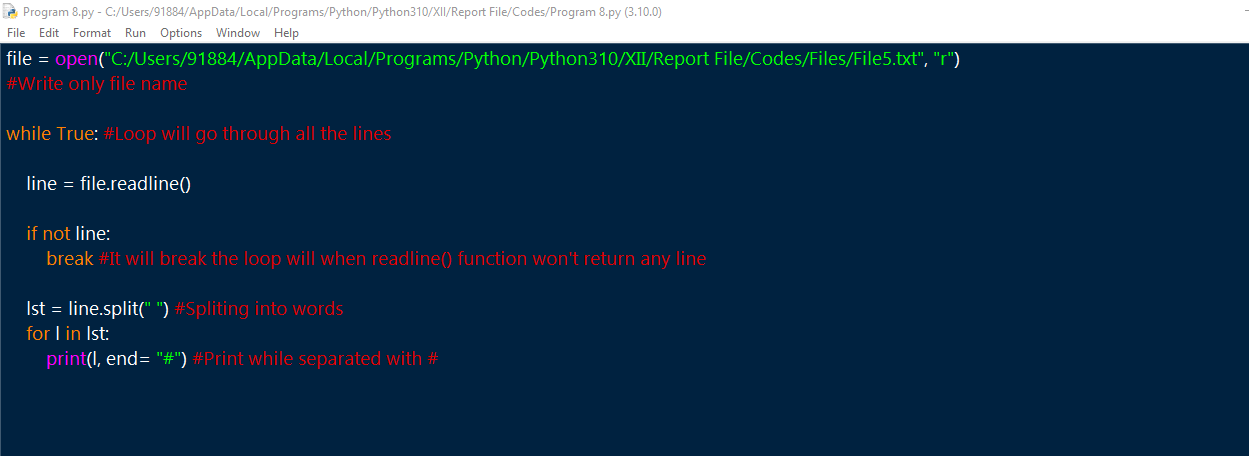 Program 8.py - C:/Users/91884/AppData/Local/Programs/Python/Python310/XII/Report File/Codes/Program 8.py (3.10.0)
File Edit Format Run Options Window Help
file = open("C:/Users/91884/AppData/Local/Programs/Python/Python310/XII/Report File/Codes/Files/File5.txt", "r")
#Write only file name
while True: #Loop will go through all the lines
line = file.readline()
if not line:
break #It will break the loop will when readline() function won't return any line
lst = line.split(" ") #Spliting into words
for l in lst:
print(l, end= "#") #Print while separated with #